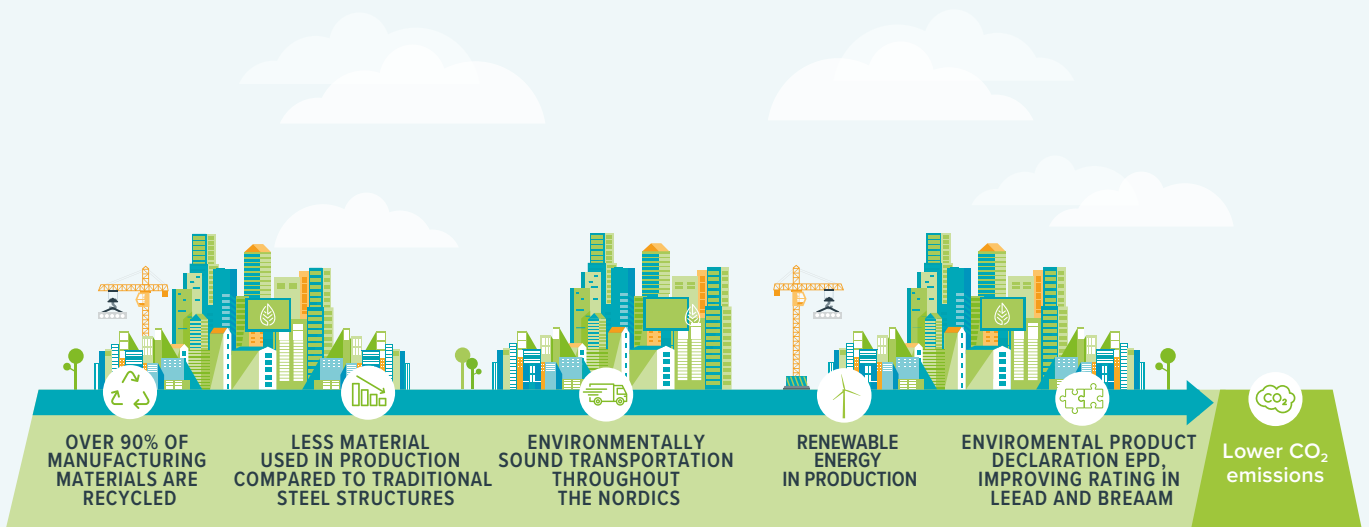 OVER 90% OF
MANUFACTURING
MATERIALS ARE
RECYCLED
LESS MATERIAL
USED IN PRODUCTION
COMPARED TO TRADITIONAL
STEEL STRUCTURES
ENVIRONMENTALLY
SOUND TRANSPORTATION
THROUGHOUT
THE NORDICS
RENEWABLE
ENERGY
IN PRODUCTION
ENVIROMENTAL PRODUCT
DECLARATION EPD,
IMPROVING RATING IN
LEEAD AND BREAAM
CO₂
Lower CO₂
emissions